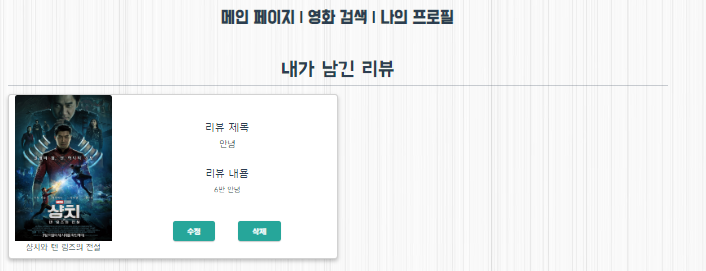 메인 페이지 | 영화 검색 | 나의 프로필
내가 남긴 리뷰
리뷰 제목
안녕
리뷰 내용
6반 안녕
샹치
수정
삭제
샹치와 텐 링즈의 전설